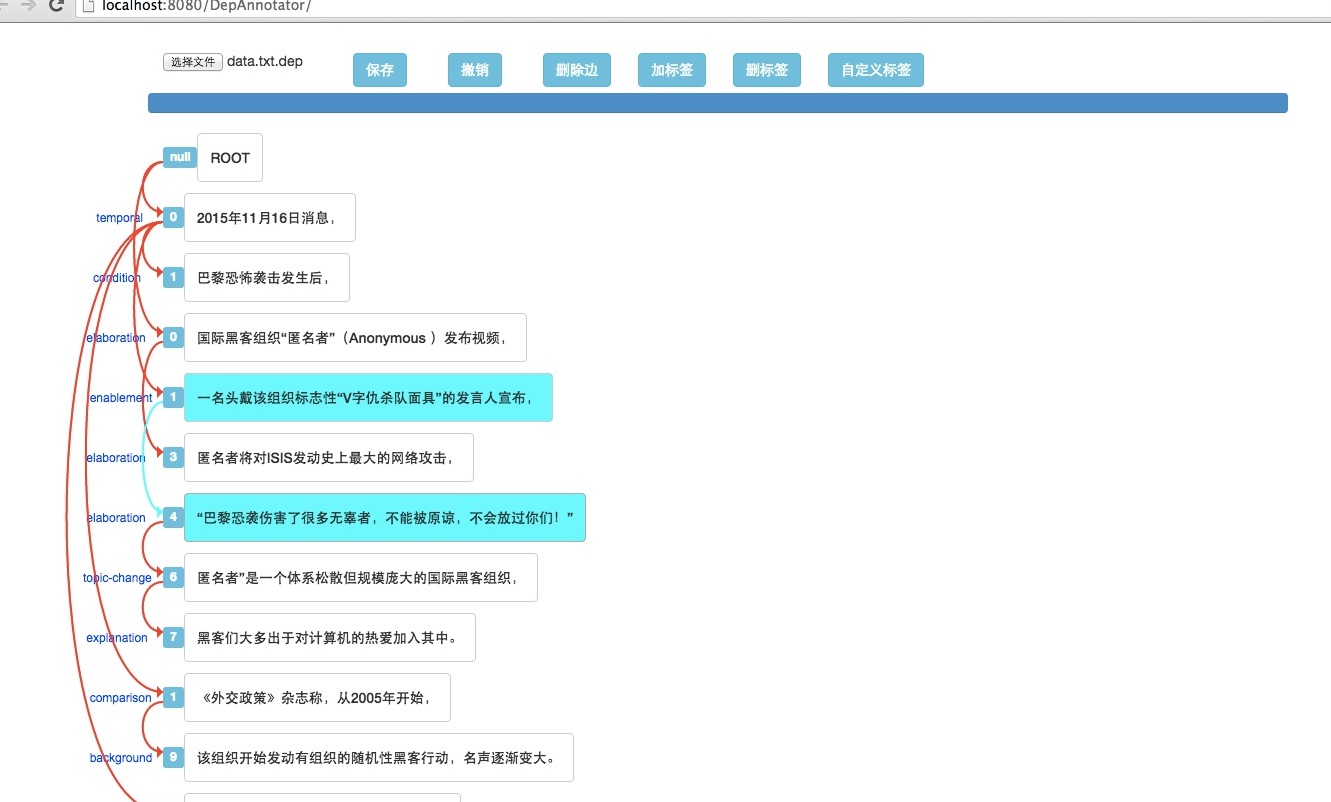 localhost:8080/DepAnnotator/
选择文件 data.txt.dep 保存 撤销 删除边 加标签 删标签 自定义标签
null ROOT
temporal 0 2015年11月16日消息，
condition 1 巴黎恐怖袭击发生后，
elaboration 0 国际黑客组织“匿名者”（Anonymous ）发布视频，
enablement 1 一名头戴该组织标志性“V字仇杀队面具”的发言人宣布，
elaboration 3 匿名者将对ISIS发动史上最大的网络攻击，
elaboration 4 “巴黎恐袭伤害了很多无辜者，不能被原谅，不会放过你们！”
topic-change 6 匿名者”是一个体系松散但规模庞大的国际黑客组织，
explanation 7 黑客们大多出于对计算机的热爱加入其中。
comparison 1 《外交政策》杂志称，从2005年开始，
background 9 该组织开始发动有组织的随机性黑客行动，名声逐渐变大。